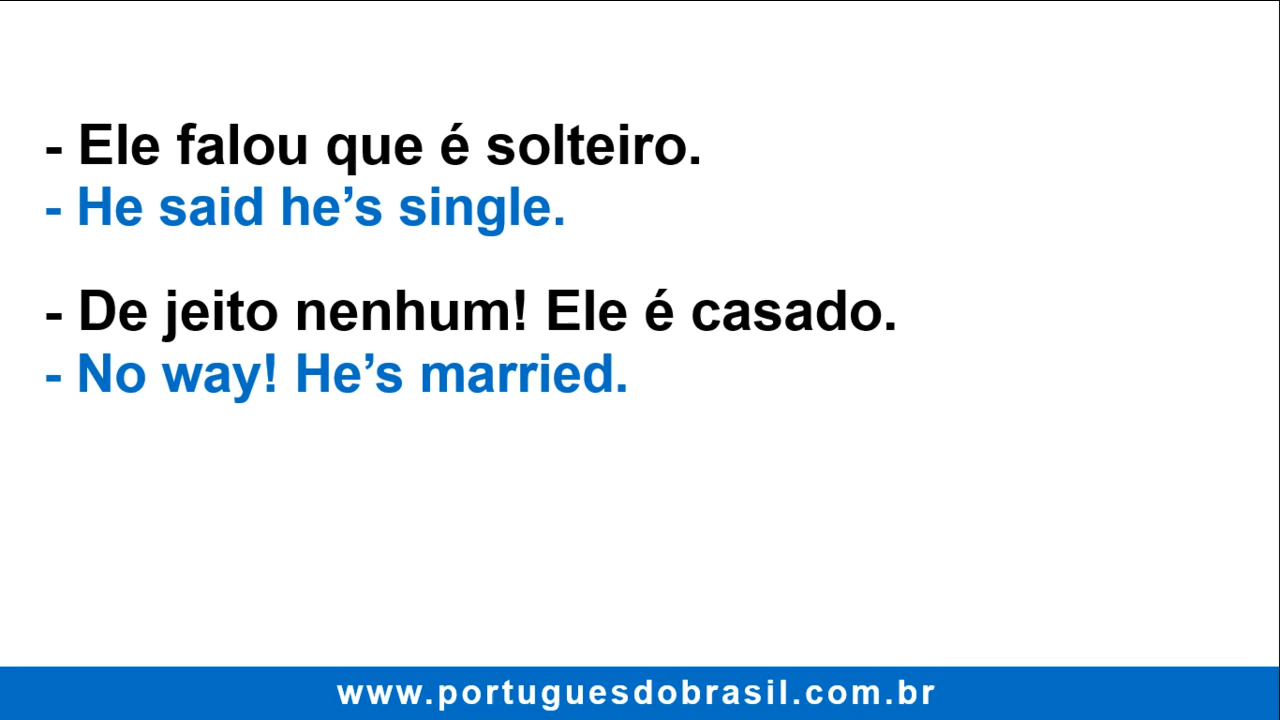 - Ele falou que é solteiro.
- He said he’s single.
- De jeito nenhum! Ele é casado.
- No way! He’s married.
www.portuguesdobrasil.com.br